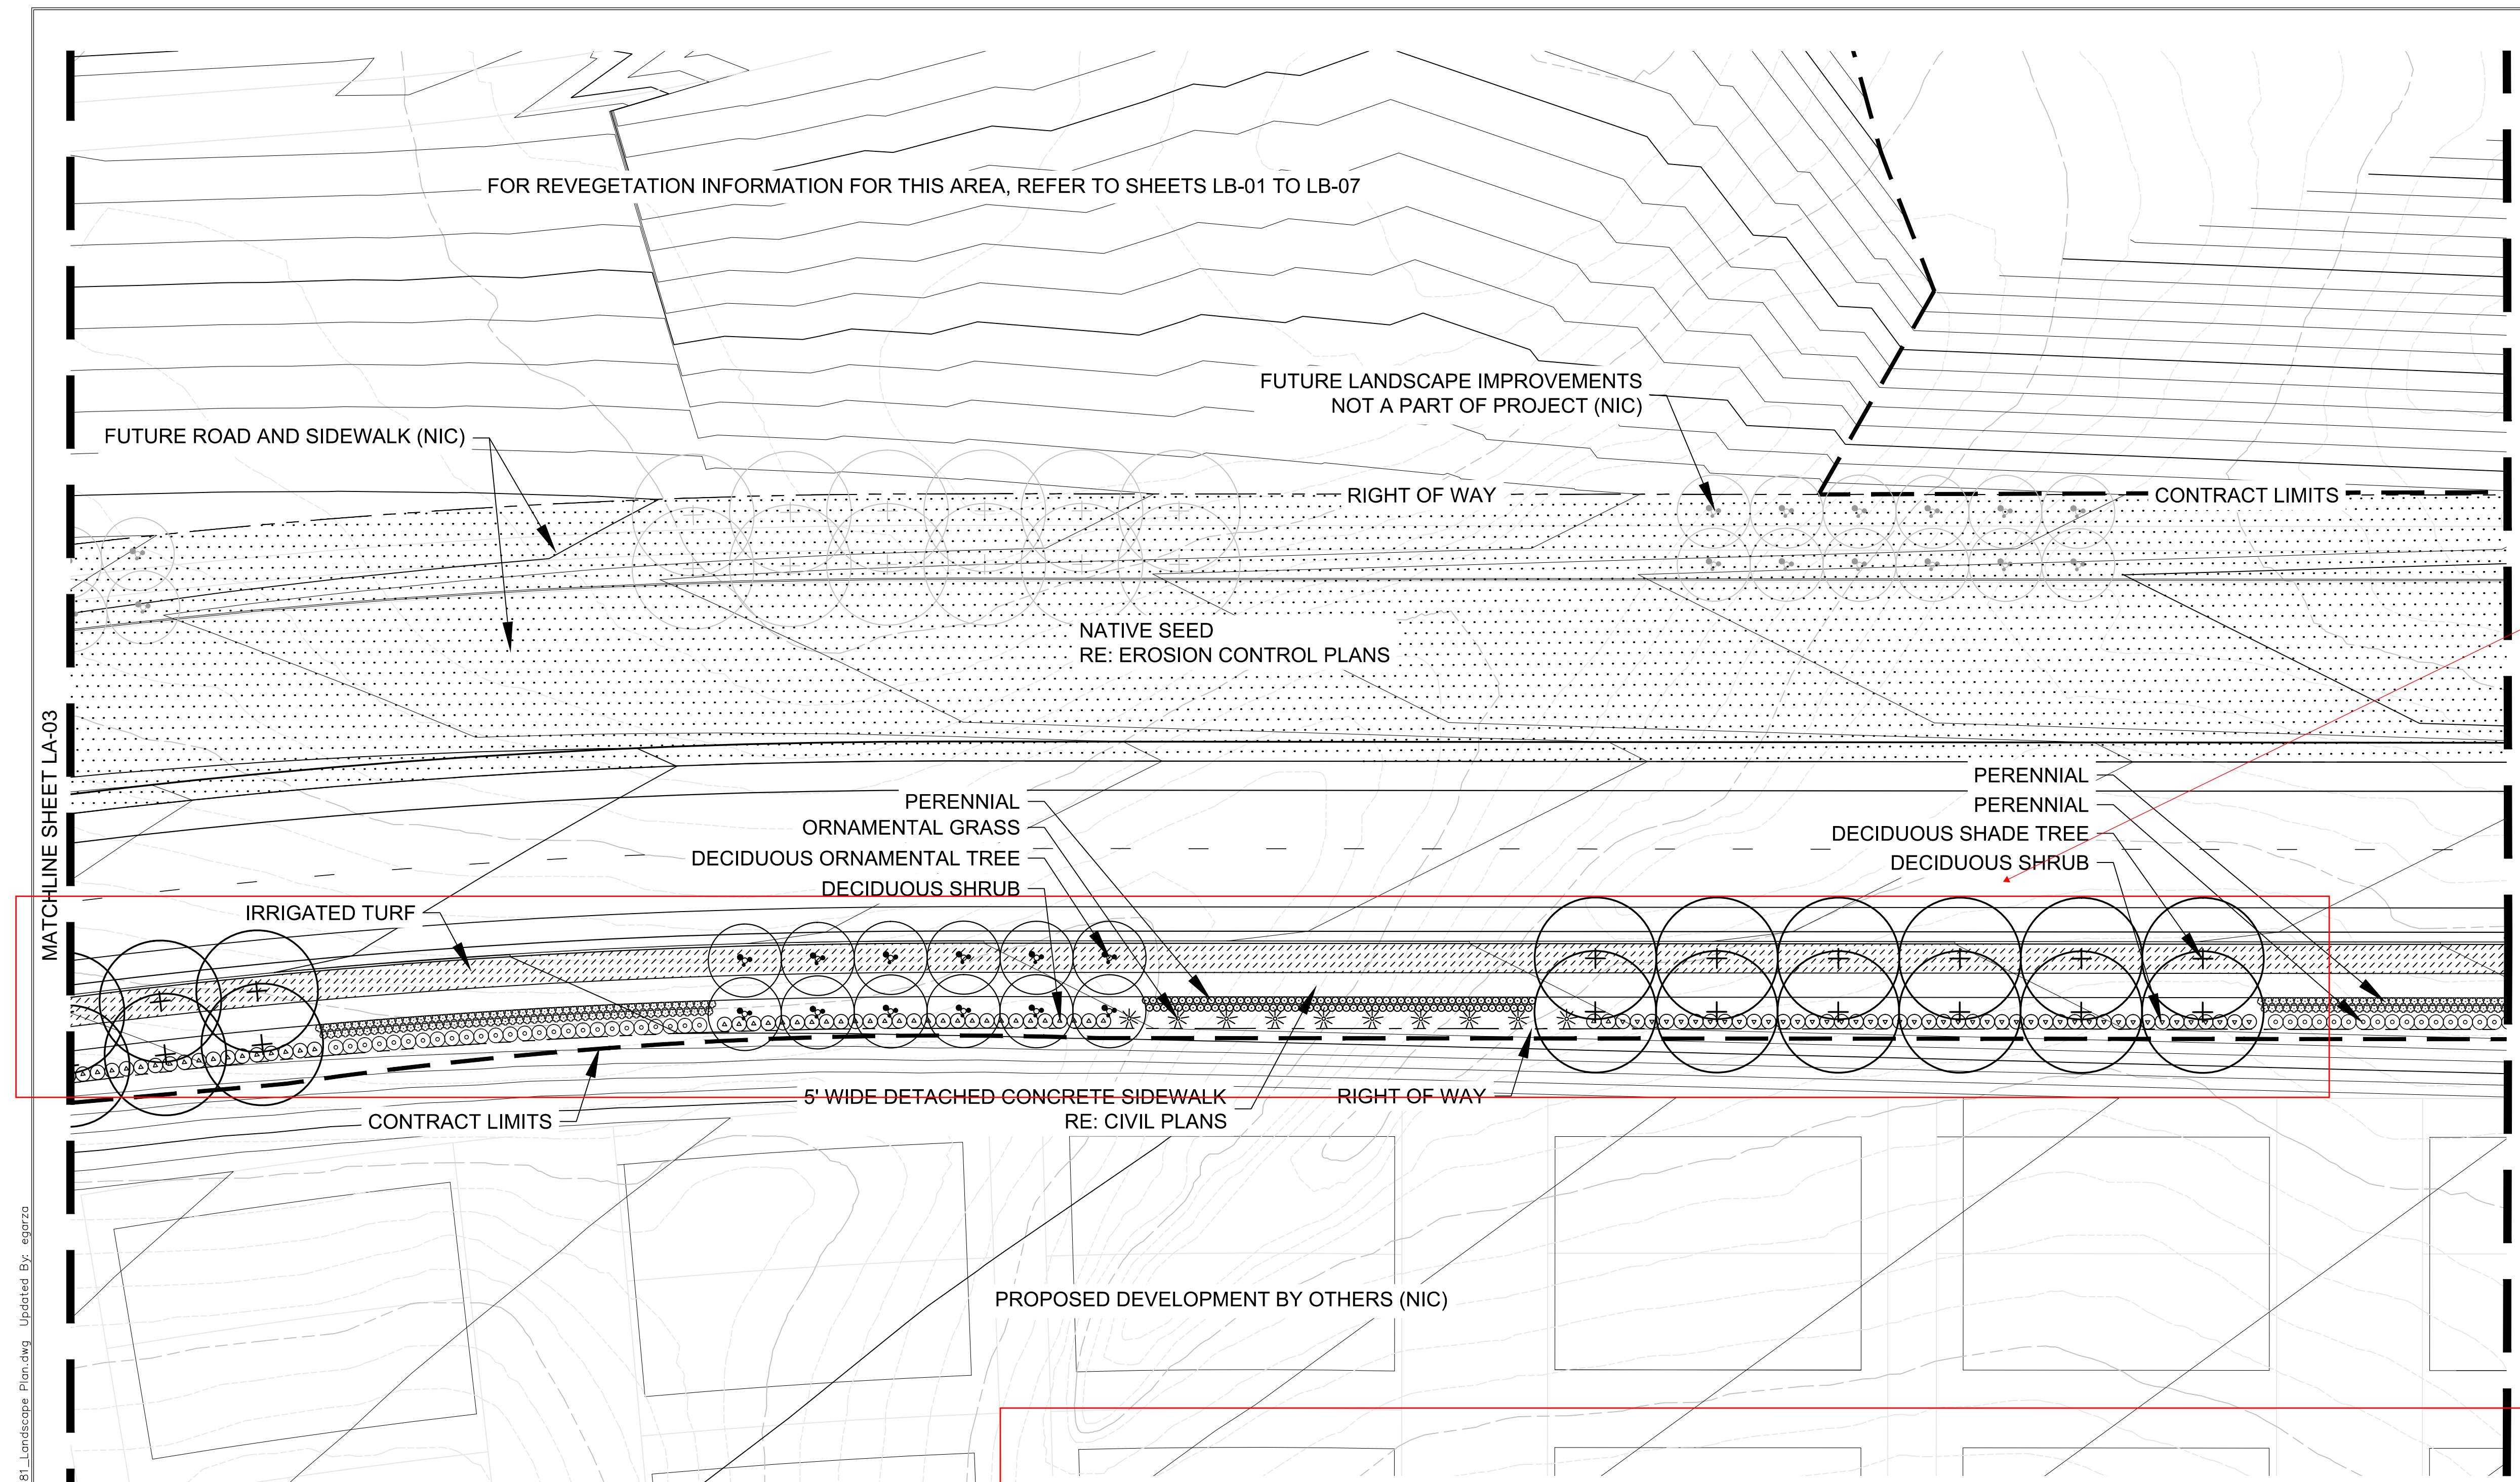 FOR REVEGETATION INFORMATION FOR THIS AREA, REFER TO SHEETS LB-01 TO LB-07
FUTURE LANDSCAPE IMPROVEMENTS
NOT A PART OF PROJECT (NIC)
FUTURE ROAD AND SIDEWALK (NIC)
RIGHT OF WAY
CONTRACT LIMITS
NATIVE SEED
RE: EROSION CONTROL PLANS
MATCHLINE SHEET LA-03
PERENNIAL
ORNAMENTAL GRASS
DECIDUOUS ORNAMENTAL TREE
DECIDUOUS SHRUB
PERENNIAL
PERENNIAL
DECIDUOUS SHADE TREE
DECIDUOUS SHRUB
IRRIGATED TURF
CONTRACT LIMITS
5' WIDE DETACHED CONCRETE SIDEWALK
RE: CIVIL PLANS
RIGHT OF WAY
PROPOSED DEVELOPMENT BY OTHERS (NIC)
81_Landscape Plan.dwg Updated By: egarza